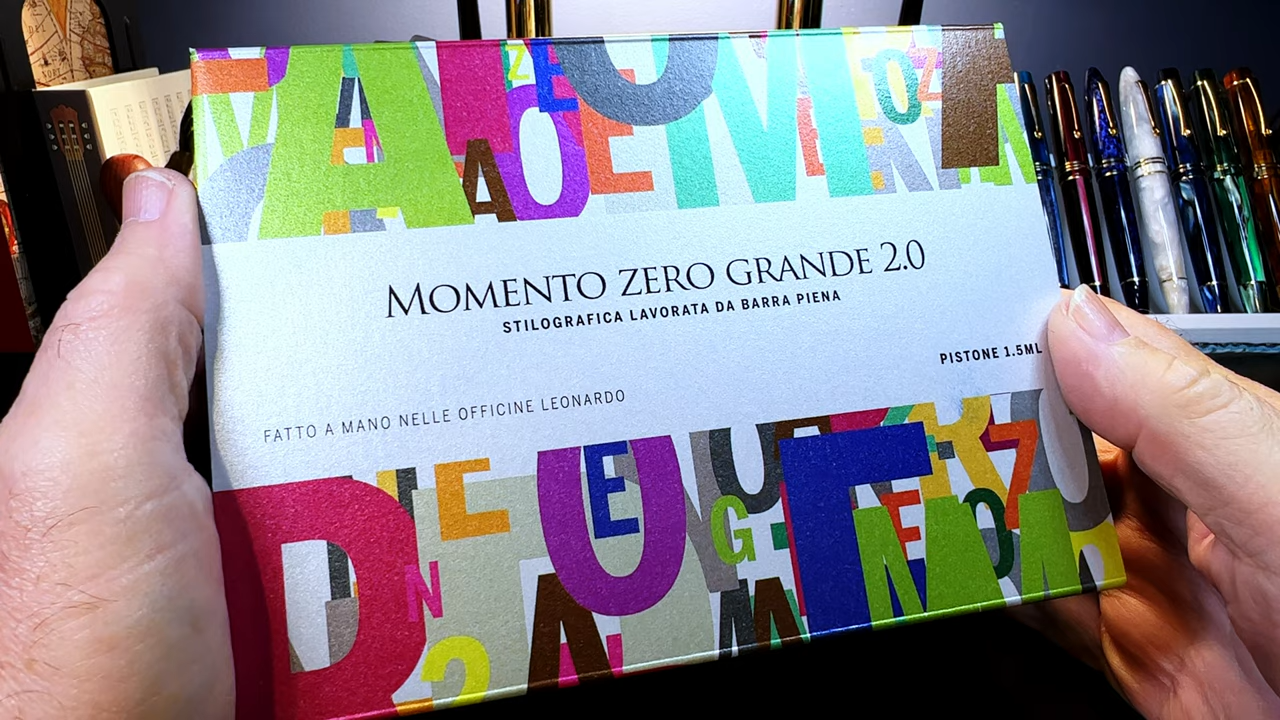 MOMENTO ZERO GRANDE 2.0
STILOGRAFICA LAVORATA DA BARRA PIENA
PISTONE 1.5ML
FATTO A MANO NELLE OFFICINE LEONARDO